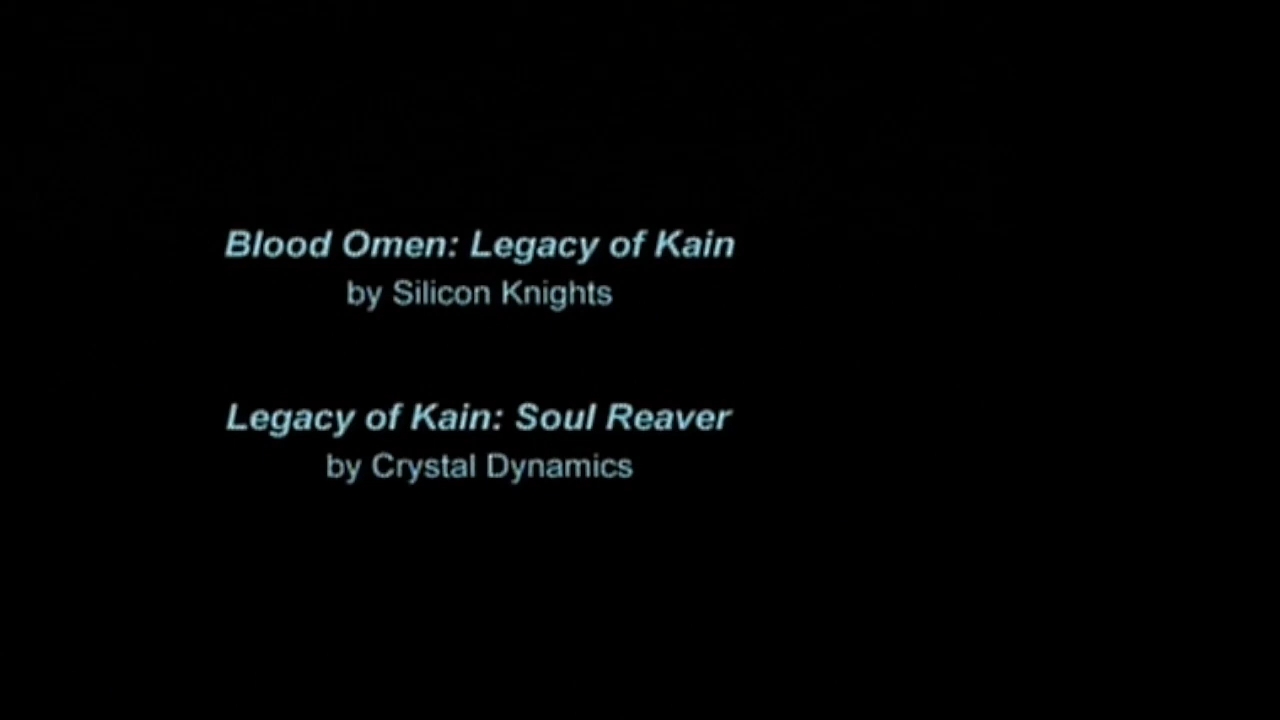 Blood Omen: Legacy of Kain
by Silicon Knights
Legacy of Kain: Soul Reaver
by Crystal Dynamics